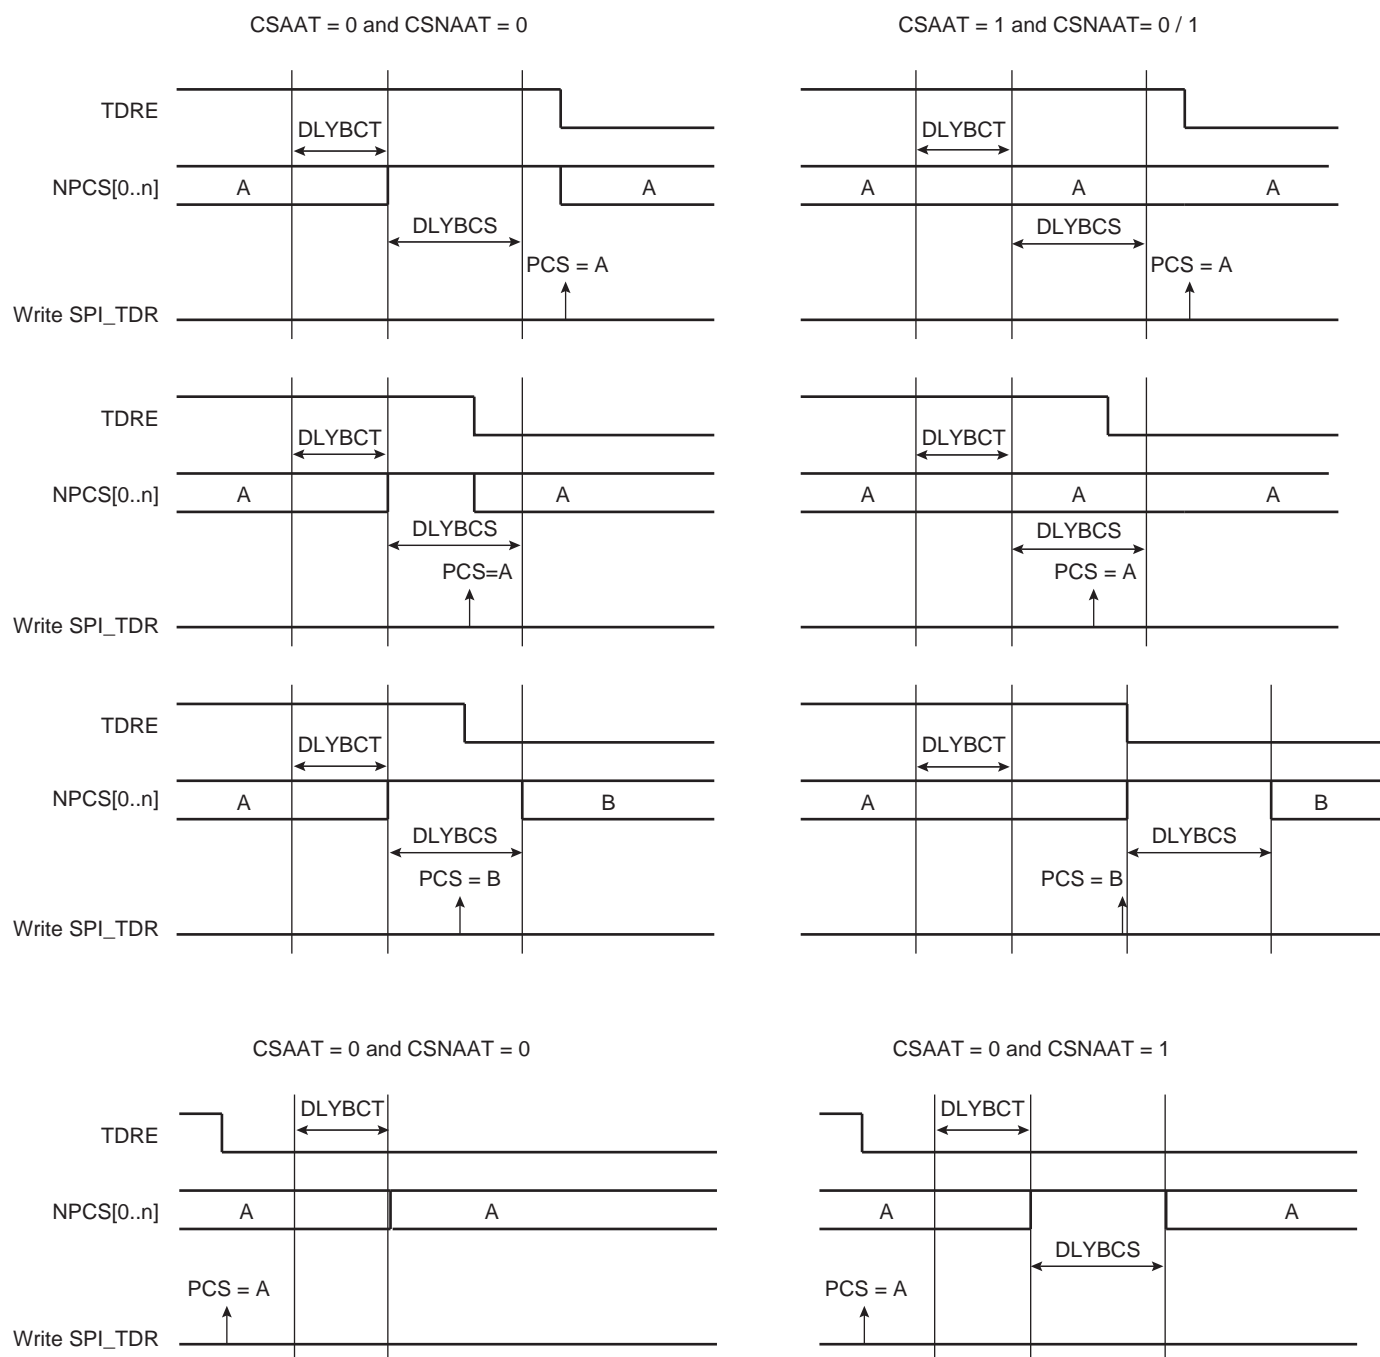 CSAAT = 0 and CSNAAT = 0
CSAAT = 1 and CSNAAT= 0 / 1
TDRE
DLYBCT
DLYBCT
NPCS[0..n]
A
A
A
A
A
DLYBCS
DLYBCS
PCS = A
PCS = A
Write SPI_TDR
TDRE
DLYBCT
DLYBCT
NPCS[0..n]
A
A
A
A
A
DLYBCS
DLYBCS
PCS=A
PCS = A
Write SPI_TDR
TDRE
DLYBCT
DLYBCT
NPCS[0..n]
A
B
A
B
DLYBCS
DLYBCS
PCS = B
PCS = B
Write SPI_TDR
CSAAT = 0 and CSNAAT = 0
CSAAT = 0 and CSNAAT = 1
DLYBCT
DLYBCT
TDRE
NPCS[0..n]
A
A
A
A
DLYBCS
PCS = A
PCS = A
Write SPI_TDR